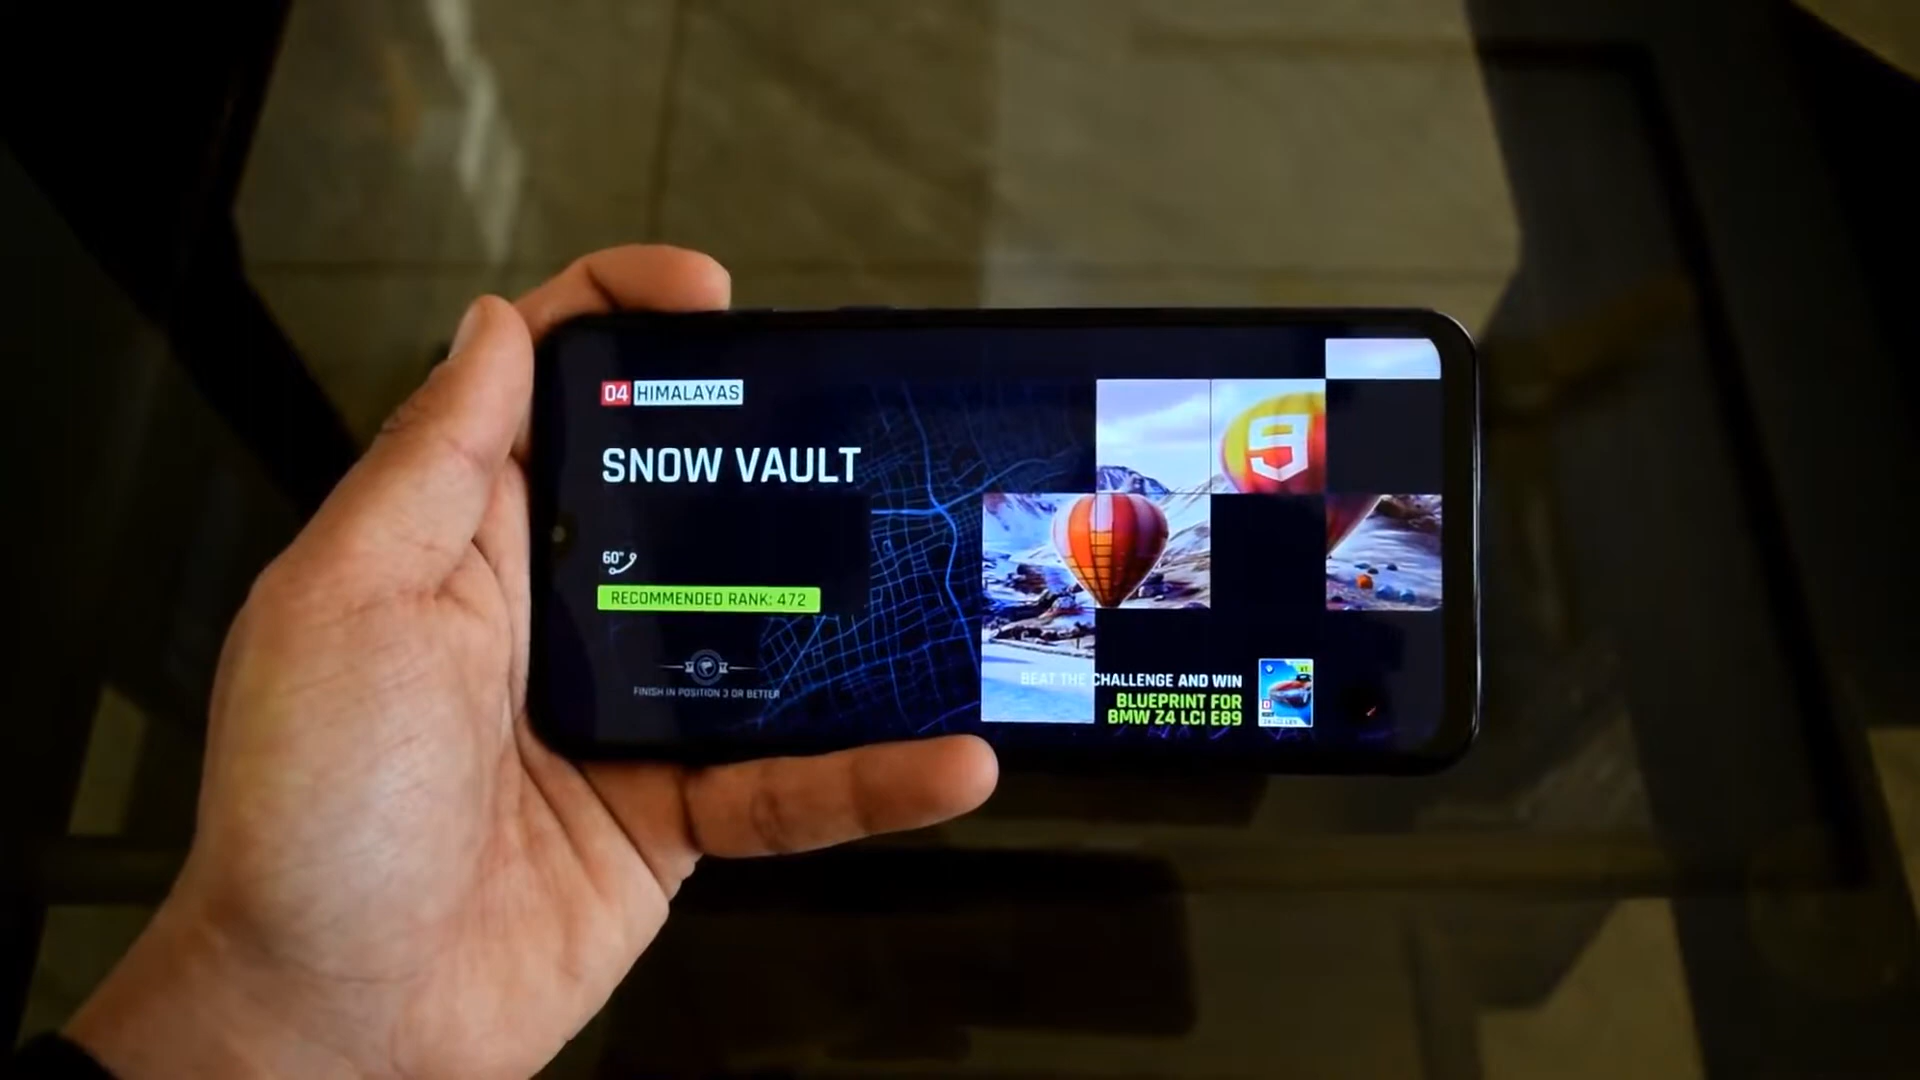 04 HIMALAYAS
SNOW VAULT
9
60"
RECOMMENDED RANK: 472
FINISH IN POSITION 3 OR BETTER
BEAT THE CHALLENGE AND WIN
BLUEPRINT FOR
BMW Z4 LCI E89